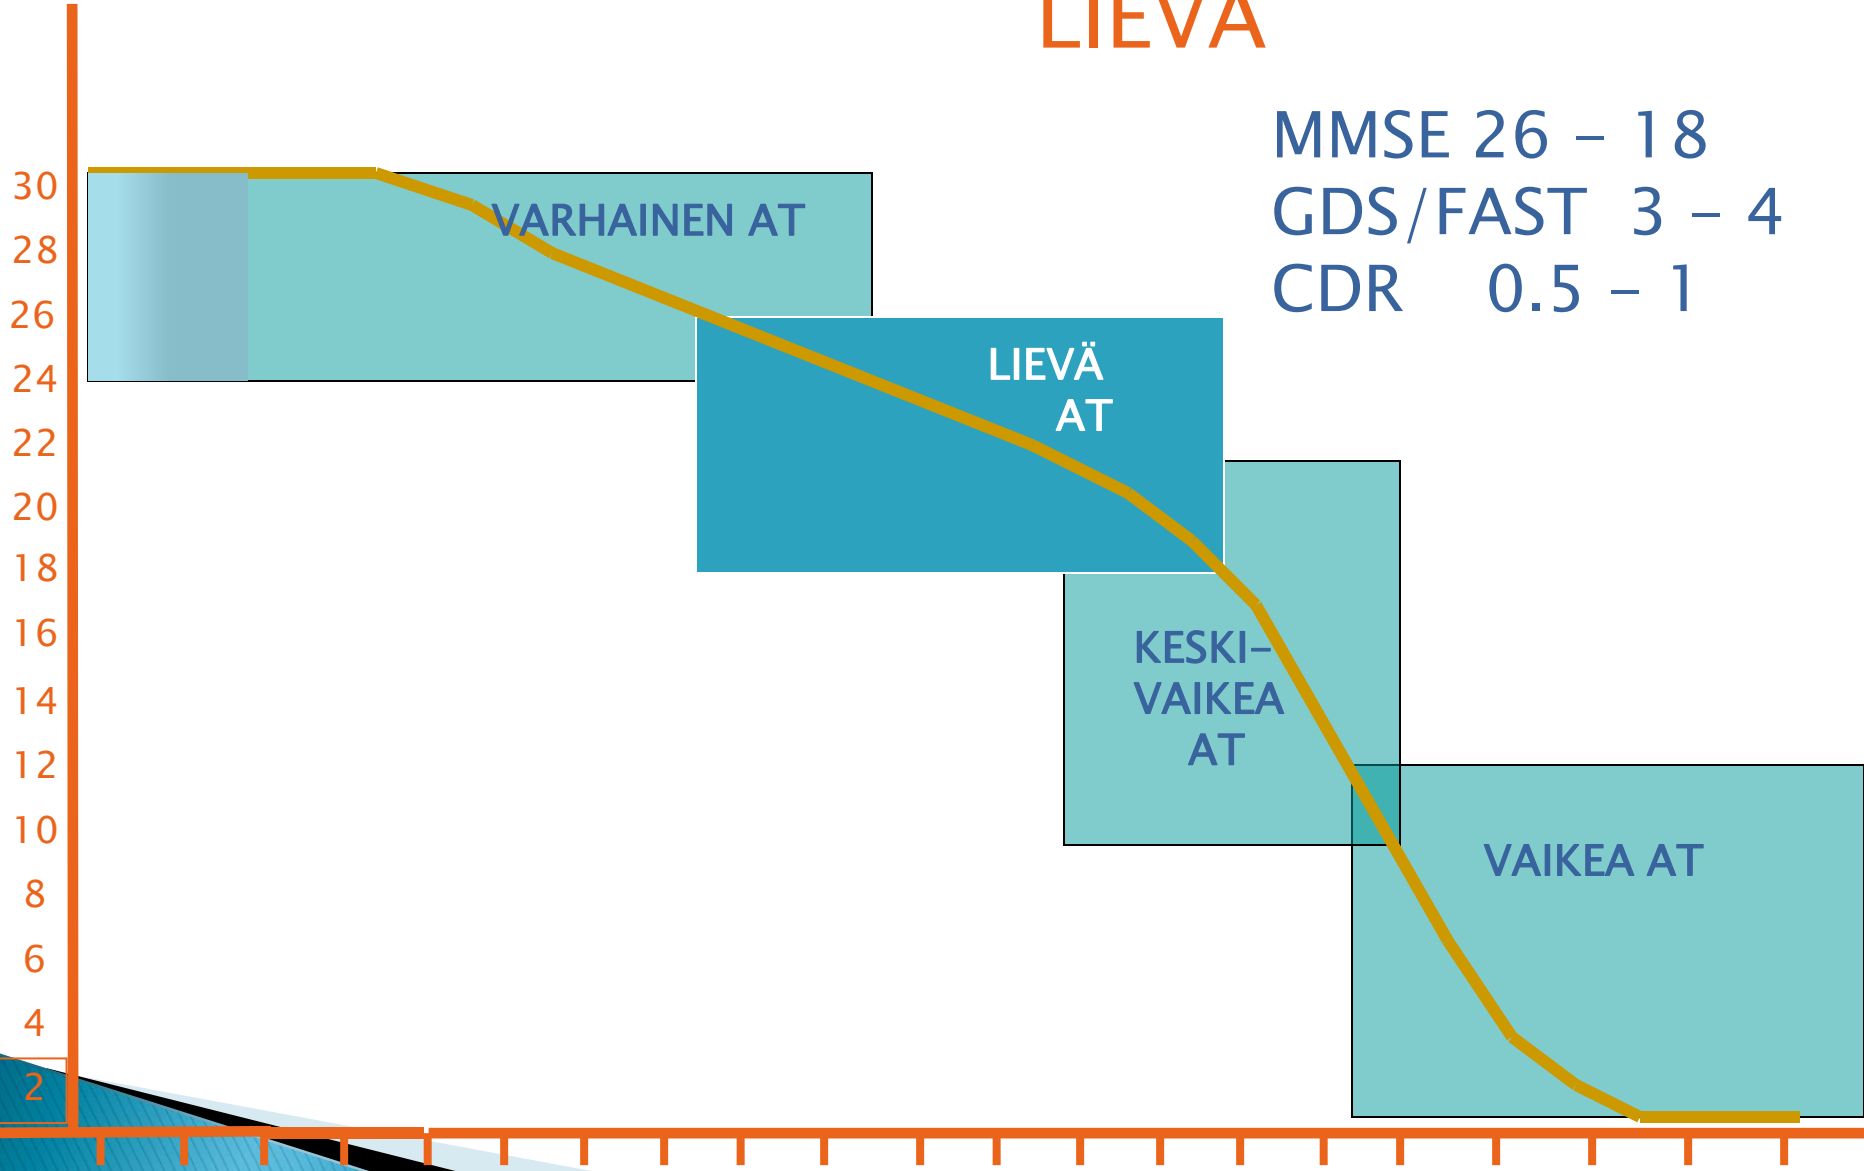 LIEVÄ
MMSE 26 – 18
GDS/FAST 3 – 4
CDR 0.5 – 1
30
28
26
24
22
20
18
16
14
12
10
8
6
4
2
VARHAINEN AT
LIEVÄ
AT
KESKI–
VAIKEA
AT
VAIKEA AT